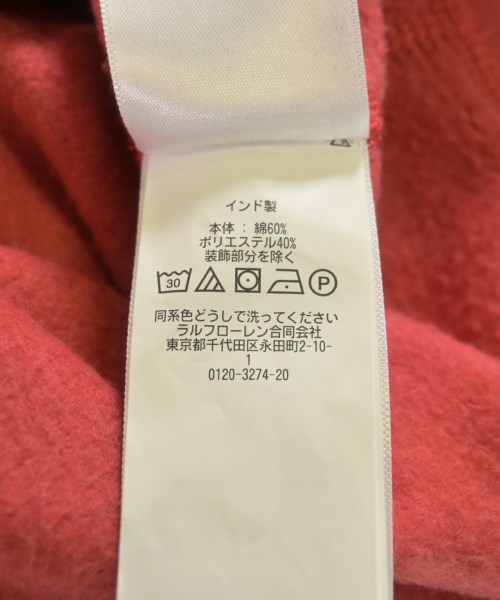 インド製
本体 : 綿60%
ポリエステル40%
装飾部分を除く
30 P
同系色どうしで洗ってください
ラルフローレン合同会社
東京都千代田区永田町2-10-
1
0120-3274-20